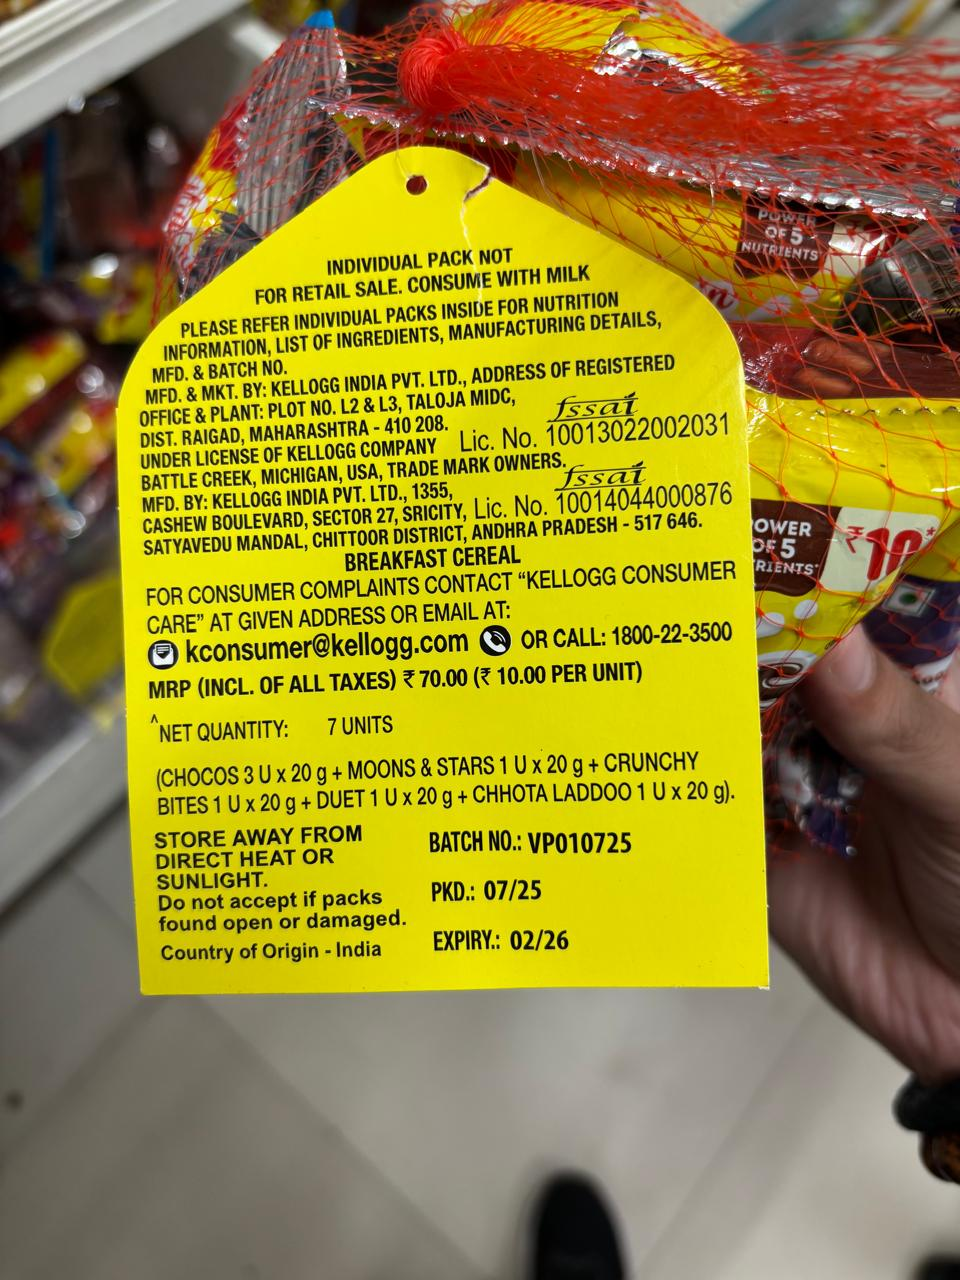 POWER
OF 5
NUTRIENTS
INDIVIDUAL PACK NOT
FOR RETAIL SALE. CONSUME WITH MILK
PLEASE REFER INDIVIDUAL PACKS INSIDE FOR NUTRITION
INFORMATION, LIST OF INGREDIENTS, MANUFACTURING DETAILS,
MFD. & BATCH NO.
MFD. & MKT. BY: KELLOGG INDIA PVT. LTD., ADDRESS OF REGISTERED
OFFICE & PLANT: PLOT NO. L2 & L3, TALOJA MIDC,
DIST. RAIGAD, MAHARASHTRA - 410 208.
fssai
Lic. No. 10013022002031
UNDER LICENSE OF KELLOGG COMPANY
BATTLE CREEK, MICHIGAN, USA, TRADE MARK OWNERS.
MFD. BY: KELLOGG INDIA PVT. LTD., 1355,
fssai
Lic. No. 10014044000876
CASHEW BOULEVARD, SECTOR 27, SRICITY,
SATYAVEDU MANDAL, CHITTOOR DISTRICT, ANDHRA PRADESH - 517 646.
BREAKFAST CEREAL
FOR CONSUMER COMPLAINTS CONTACT “KELLOGG CONSUMER
CARE” AT GIVEN ADDRESS OR EMAIL AT:
kconsumer@kellogg.com OR CALL: 1800-22-3500
MRP (INCL. OF ALL TAXES) ₹ 70.00 (₹ 10.00 PER UNIT)
^NET QUANTITY: 7 UNITS
(CHOCOS 3 U x 20 g + MOONS & STARS 1 U x 20 g + CRUNCHY
BITES 1 U x 20 g + DUET 1 U x 20 g + CHHOTA LADDOO 1 U x 20 g).
STORE AWAY FROM
DIRECT HEAT OR
SUNLIGHT.
Do not accept if packs
found open or damaged.
Country of Origin - India
BATCH NO.: VP010725
PKD.: 07/25
EXPIRY.: 02/26
OWER
OF 5
RIENTS*
₹10*